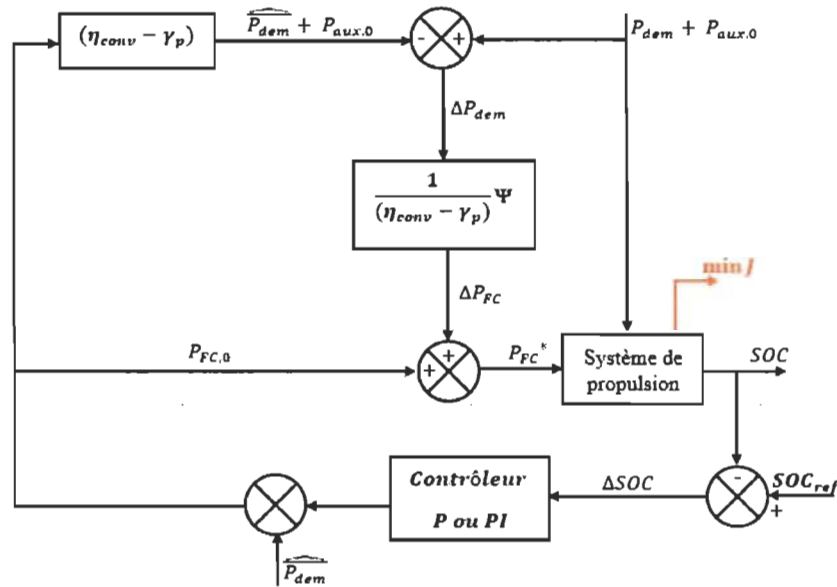 (η_conv − γ_p)
P̂_dem + P_aux.0
-
+
P_dem + P_aux.0
ΔP_dem
1
(η_conv − γ_p)
Ψ
ΔP_FC
min J
P_FC,0
+
+
P_FC*
Système de
propulsion
SOC
Contrôleur
P ou PI
ΔSOC
-
SOC_ref
+
P̂_dem